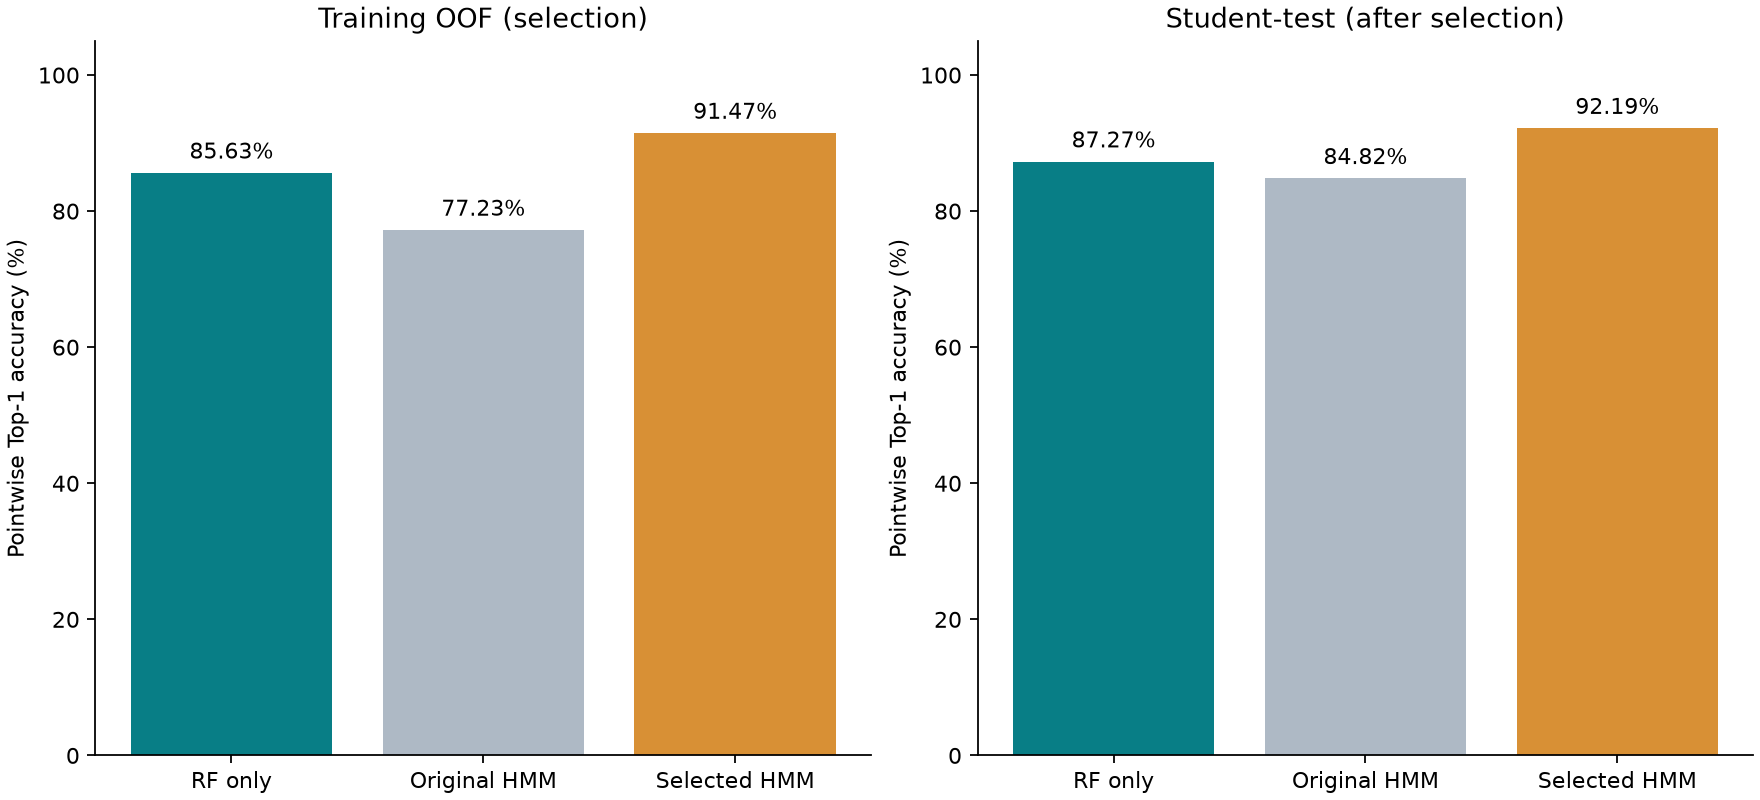 Training OOF (selection)
Pointwise Top-1 accuracy (%)
100
80
60
40
20
0
85.63%
77.23%
91.47%
RF only
Original HMM
Selected HMM
Student-test (after selection)
Pointwise Top-1 accuracy (%)
100
80
60
40
20
0
87.27%
84.82%
92.19%
RF only
Original HMM
Selected HMM